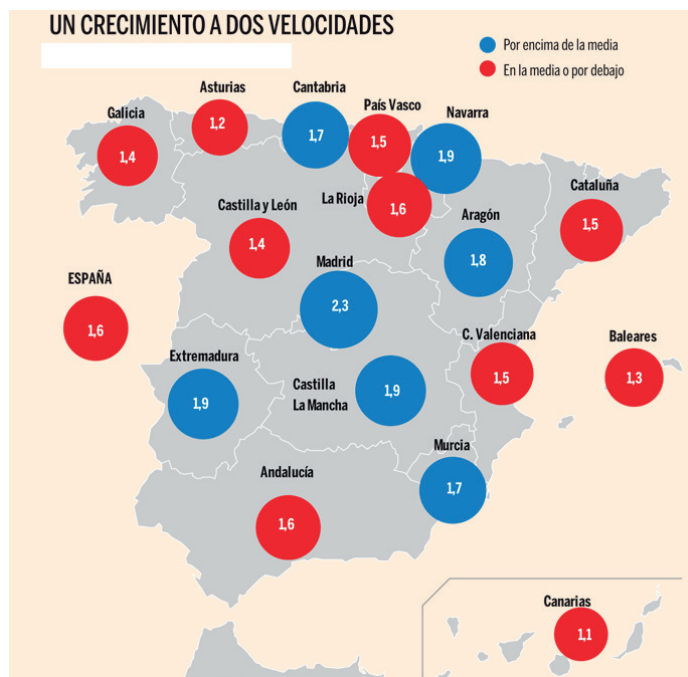 UN CRECIMIENTO A DOS VELOCIDADES
Por encima de la media
En la media o por debajo
Asturias
1,2
Cantabria
1,7
País Vasco
1,5
Navarra
1,9
Galicia
1,4
Castilla y León
1,4
La Rioja
1,6
Aragón
1,8
Cataluña
1,5
Madrid
2,3
ESPAÑA
1,6
Extremadura
1,9
Castilla
La Mancha
1,9
C. Valenciana
1,5
Baleares
1,3
Murcia
1,7
Andalucía
1,6
Canarias
1,1